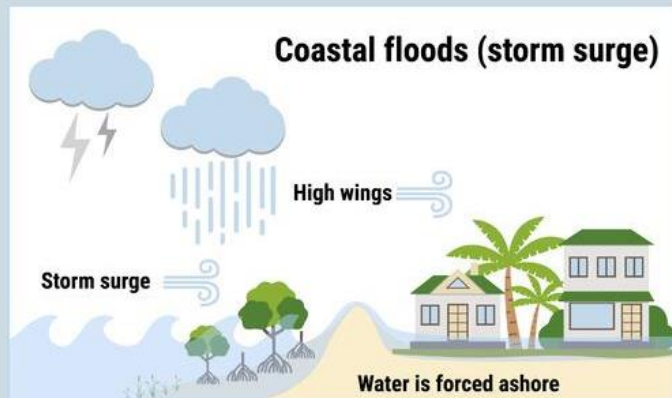 Coastal floods (storm surge)
High wings
Storm surge
Water is forced ashore